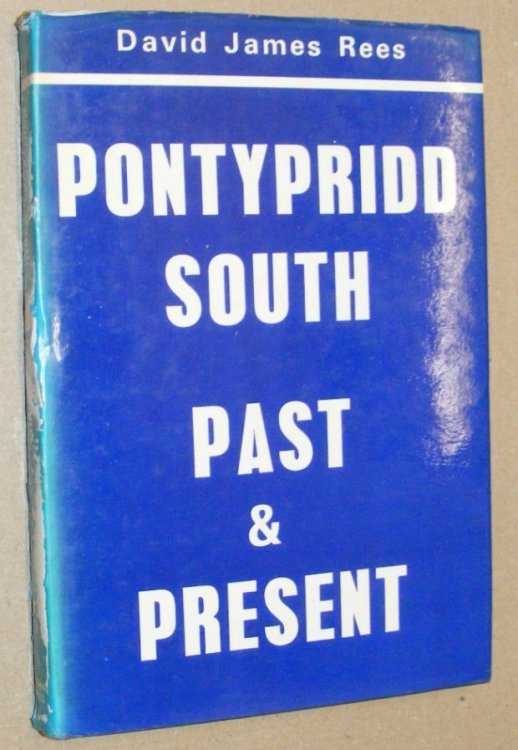 David James Rees
PONTYPRIDD
SOUTH
PAST
&
PRESENT